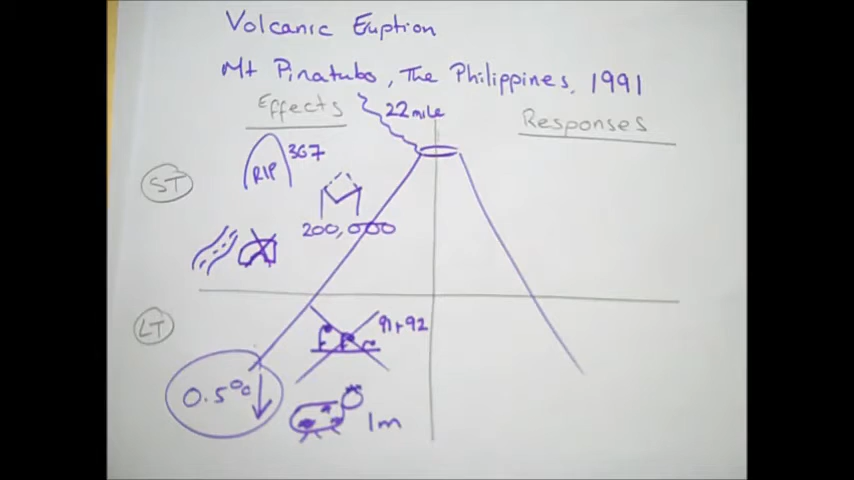 Volcanic Eruption
Mt Pinatubo, The Philippines, 1991
Effects
22 mile
Responses
RIP
367
ST
200,000
LT
91+92
0.5°c
1m